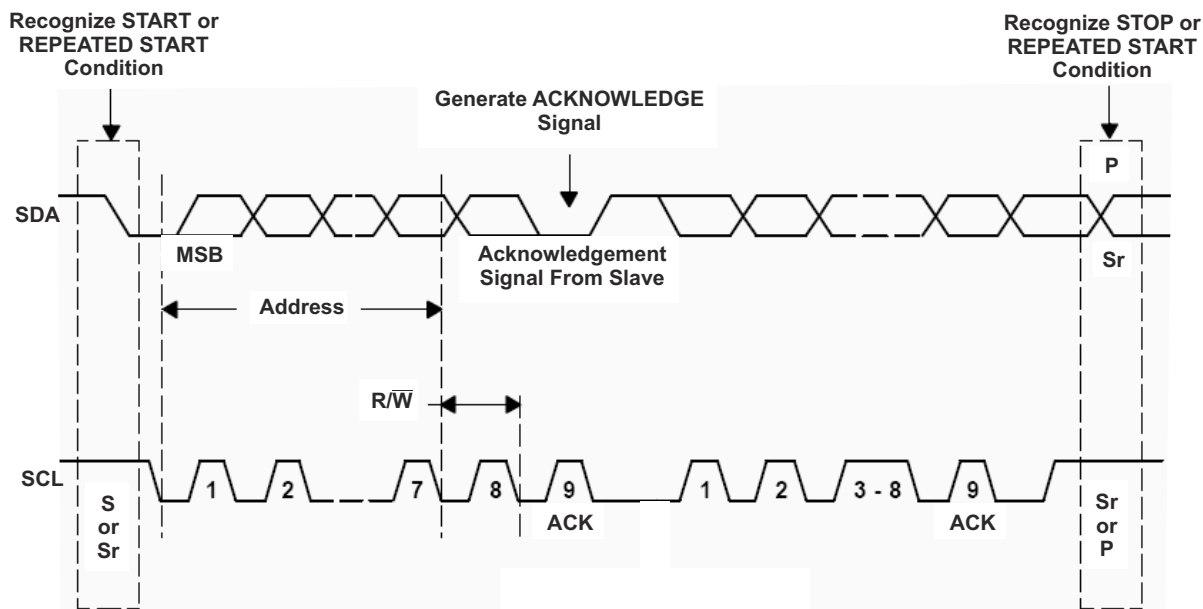 Recognize START or
REPEATED START
Condition
Recognize STOP or
REPEATED START
Condition
Generate ACKNOWLEDGE
Signal
P
SDA
MSB
Acknowledgement
Signal From Slave
Sr
Address
R/W̅
SCL
1
2
7
8
9
1
2
3 - 8
9
S
or
Sr
ACK
ACK
Sr
or
P